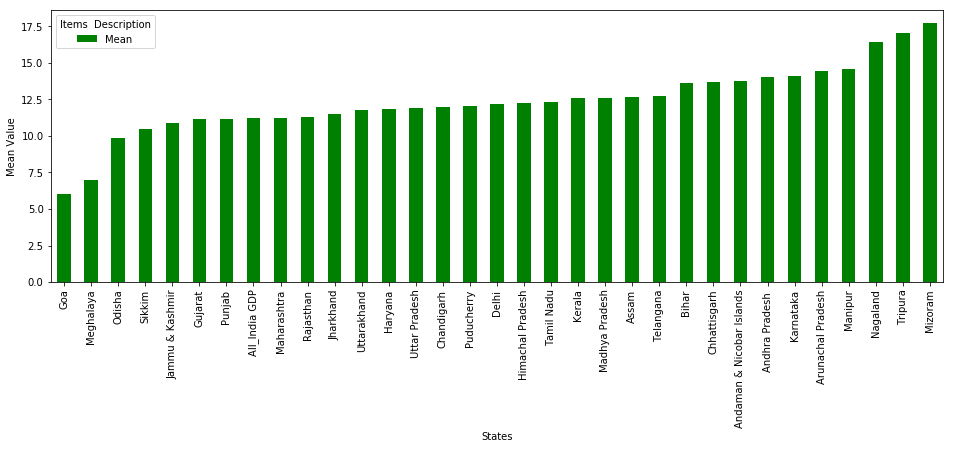 Items  Description
Mean
Mean Value
17.5
15.0
12.5
10.0
7.5
5.0
2.5
0.0
Goa
Meghalaya
Odisha
Sikkim
Jammu & Kashmir
Gujarat
Punjab
All_India GDP
Maharashtra
Rajasthan
Jharkhand
Uttarakhand
Haryana
Uttar Pradesh
Chandigarh
Puducherry
Delhi
Himachal Pradesh
Tamil Nadu
Kerala
Madhya Pradesh
Assam
Telangana
Bihar
Chhattisgarh
Andaman & Nicobar Islands
Andhra Pradesh
Karnataka
Arunachal Pradesh
Manipur
Nagaland
Tripura
Mizoram
States